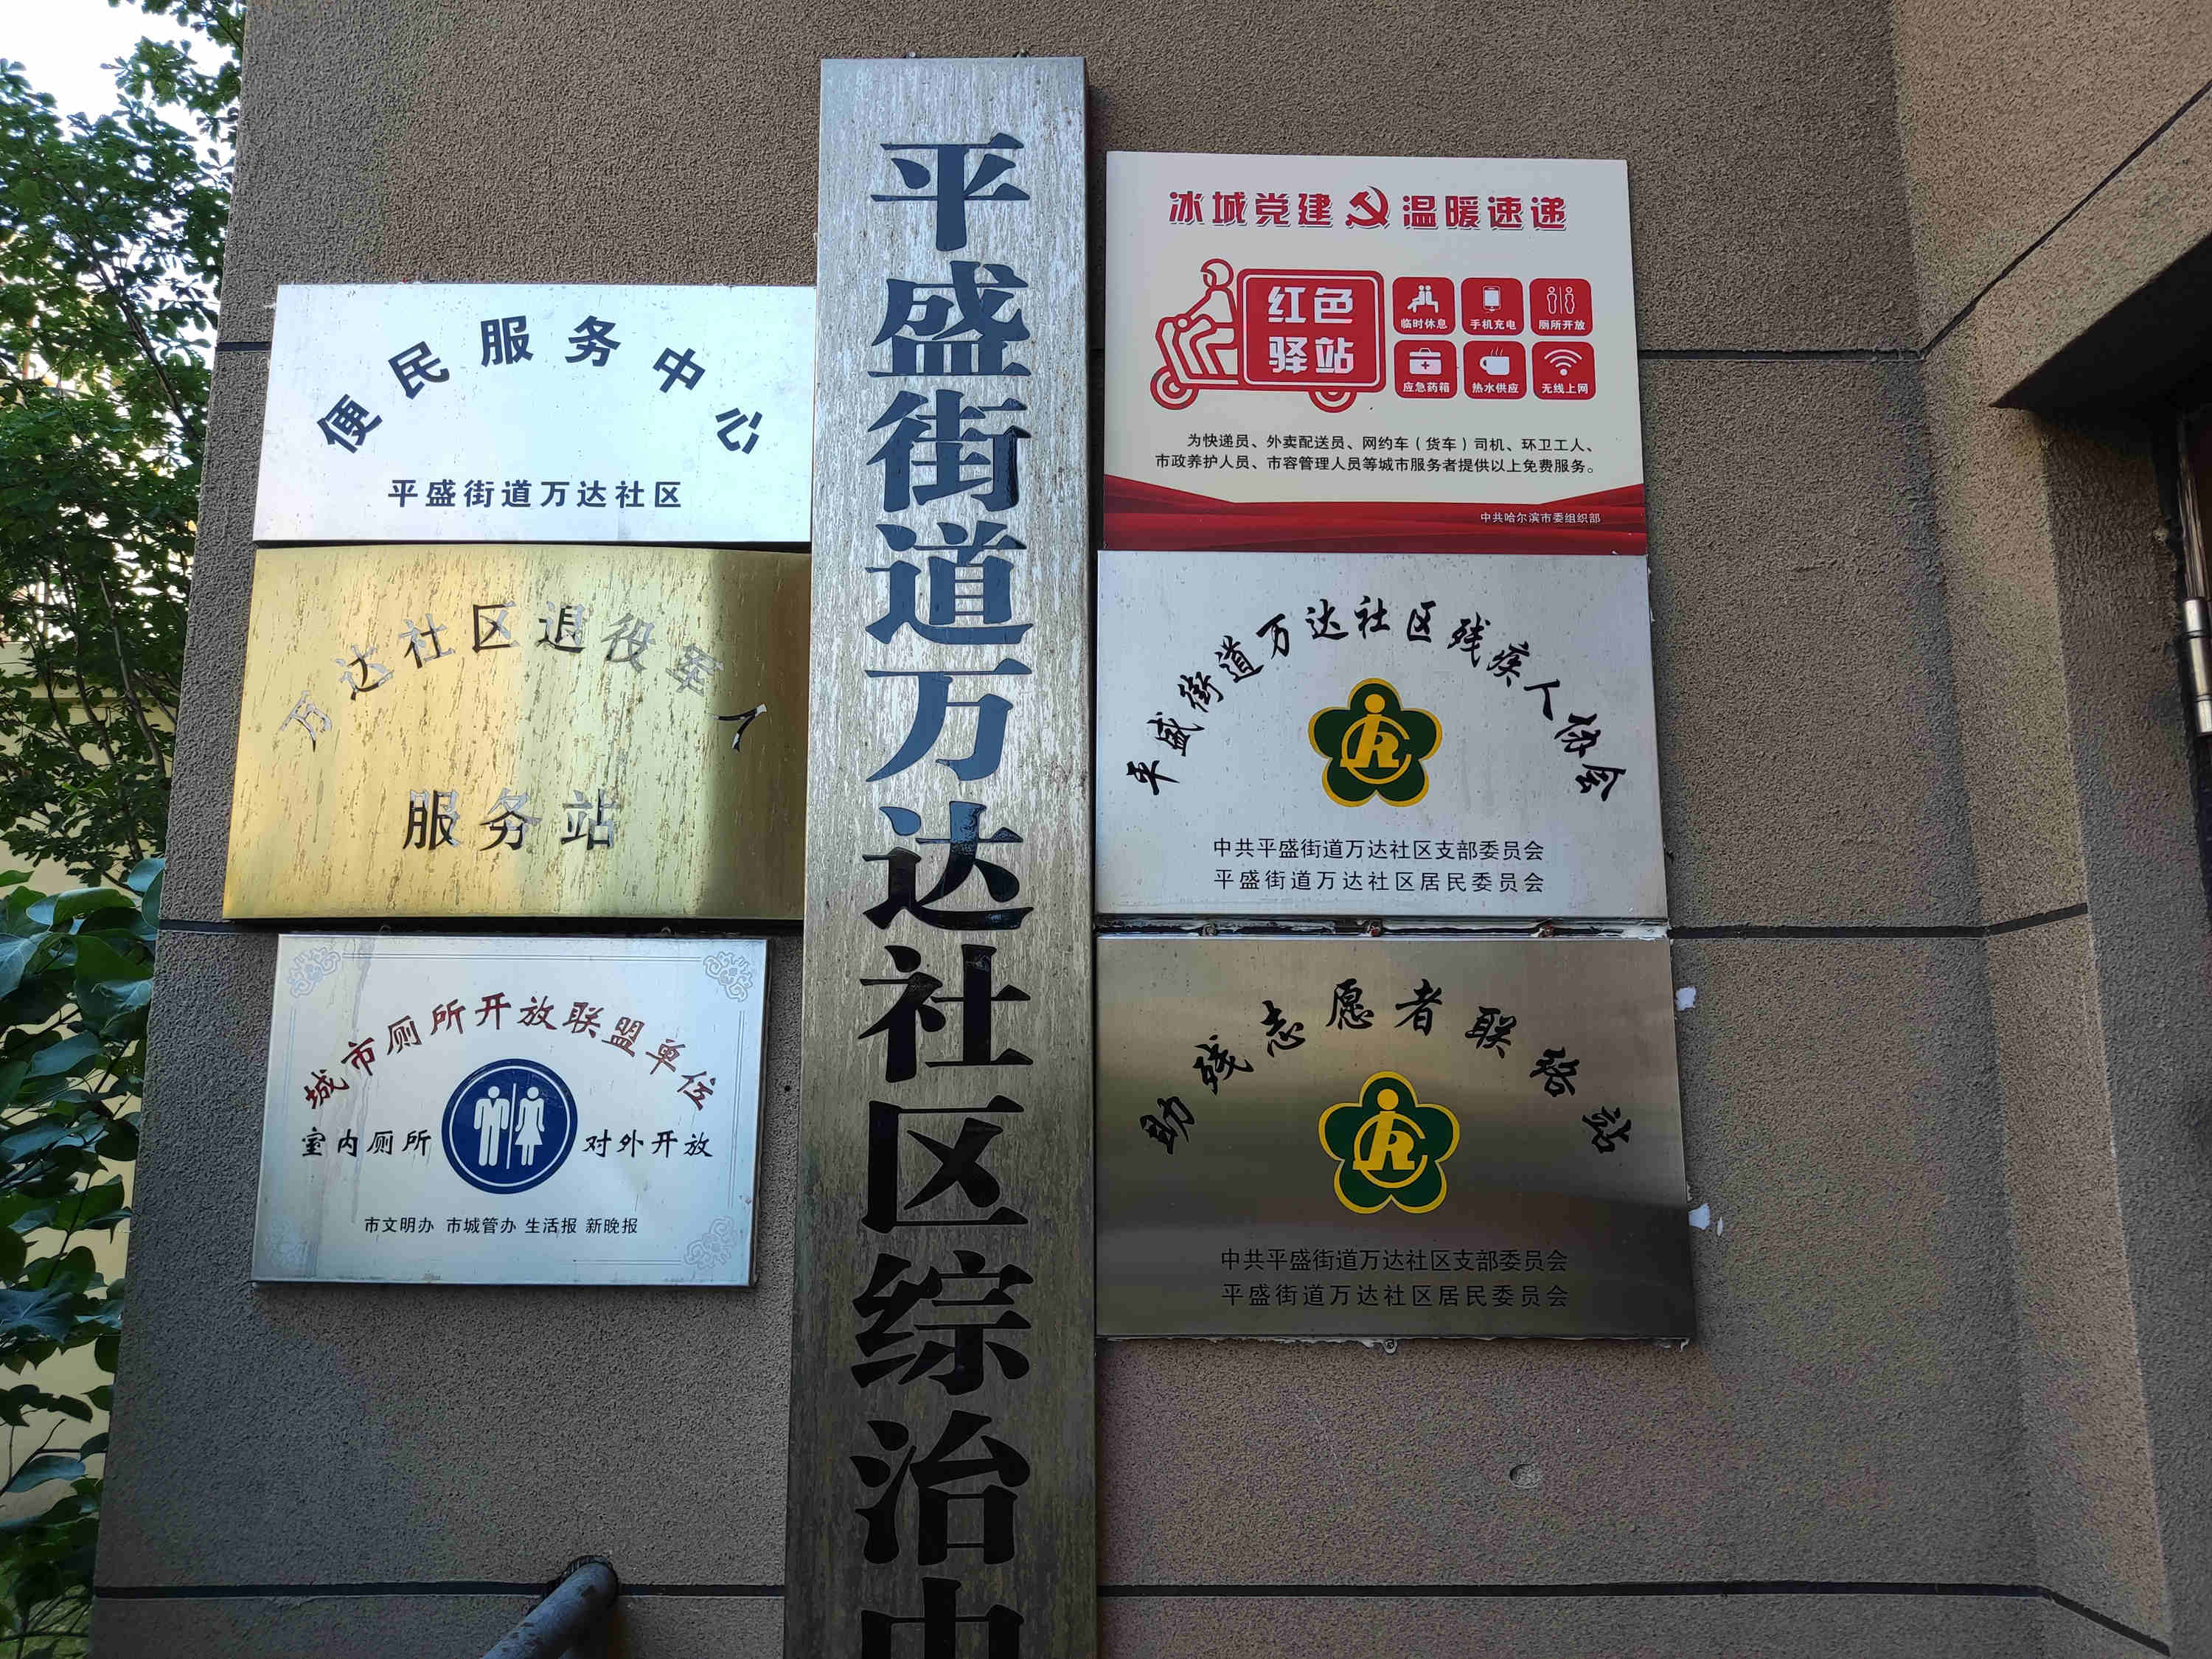 便民服务中心
平盛街道万达社区
万达社区退役军人
服务站
城市厕所开放联盟单位
室内厕所 对外开放
市文明办 市城管办 生活报 新晚报
平盛街道万达社区综治中
冰城党建 温暖速递
红色
驿站
临时休息 手机充电 厕所开放
应急药箱 热水供应 无线上网
为快递员、外卖配送员、网约车（货车）司机、环卫工人、
市政养护人员、市容管理人员等城市服务者提供以上免费服务。
中共哈尔滨市委组织部
平盛街道万达社区残疾人协会
中共平盛街道万达社区支部委员会
平盛街道万达社区居民委员会
助残志愿者联络站
中共平盛街道万达社区支部委员会
平盛街道万达社区居民委员会